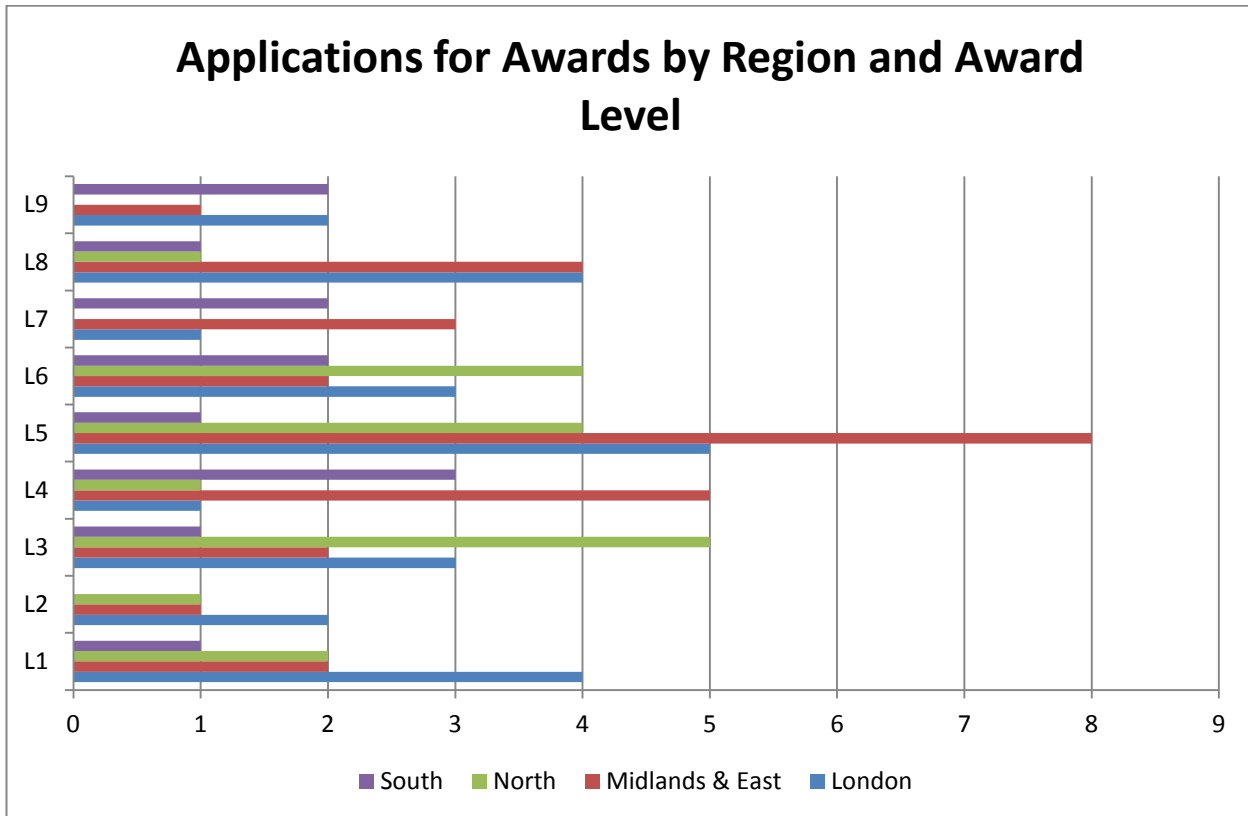 Applications for Awards by Region and Award
Level
L9
L8
L7
L6
L5
L4
L3
L2
L1
0 1 2 3 4 5 6 7 8 9
South North Midlands & East London